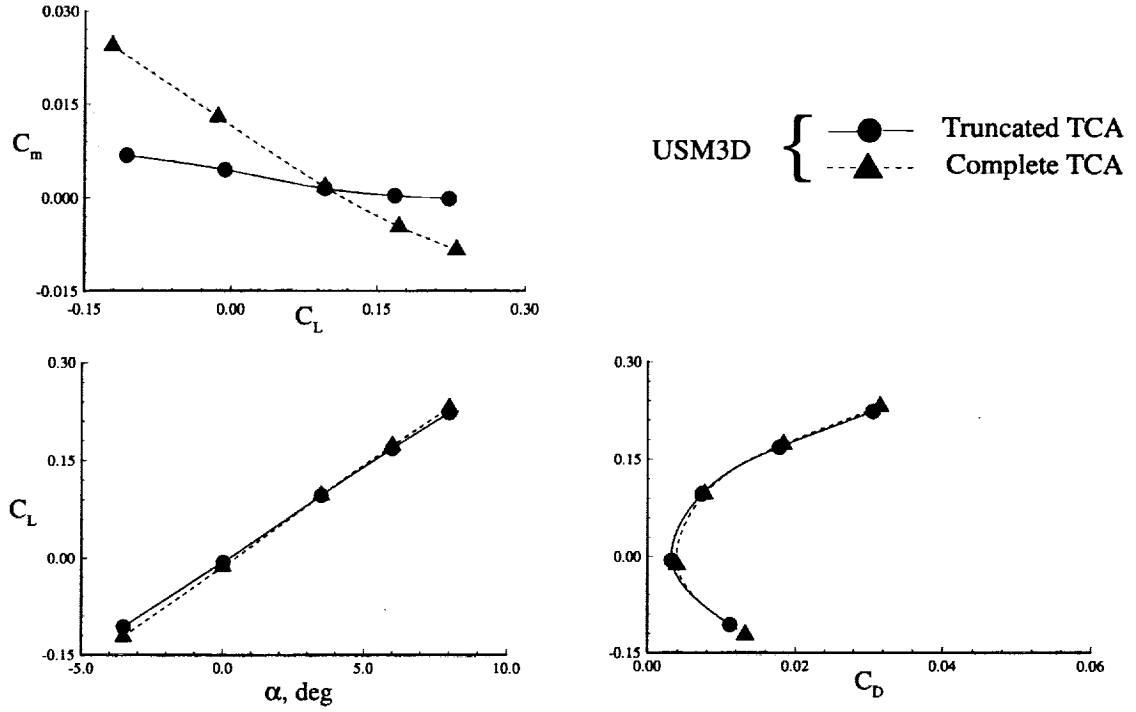 0.030
0.015
C_m
0.000
-0.015
-0.15 0.00 0.15 0.30
C_L
USM3D {
Truncated TCA
Complete TCA
0.30
0.15
C_L
0.00
-0.15
-5.0 0.0 5.0 10.0
α, deg
0.30
0.15
0.00
-0.15
0.00 0.02 0.04 0.06
C_D